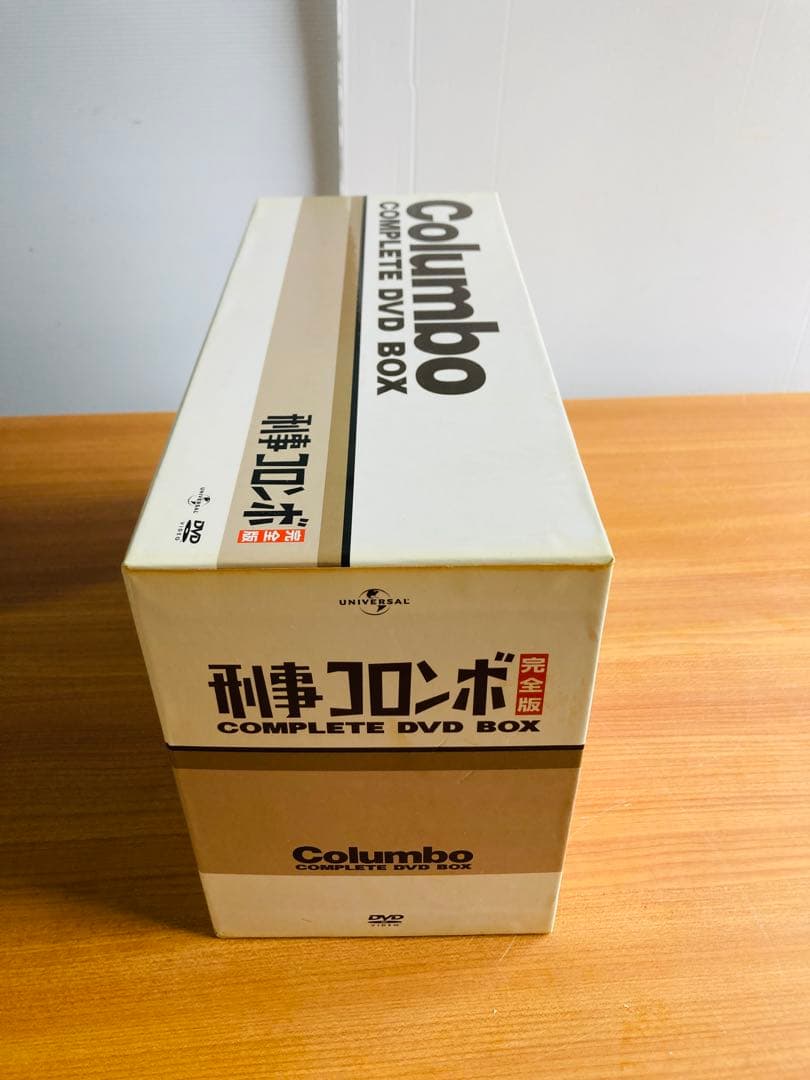 Columbo
COMPLETE DVD BOX
刑事コロンボ 完全版
UNIVERSAL
DVD
VIDEO
UNIVERSAL
刑事コロンボ 完全版
COMPLETE DVD BOX
Columbo
COMPLETE DVD BOX
DVD
VIDEO